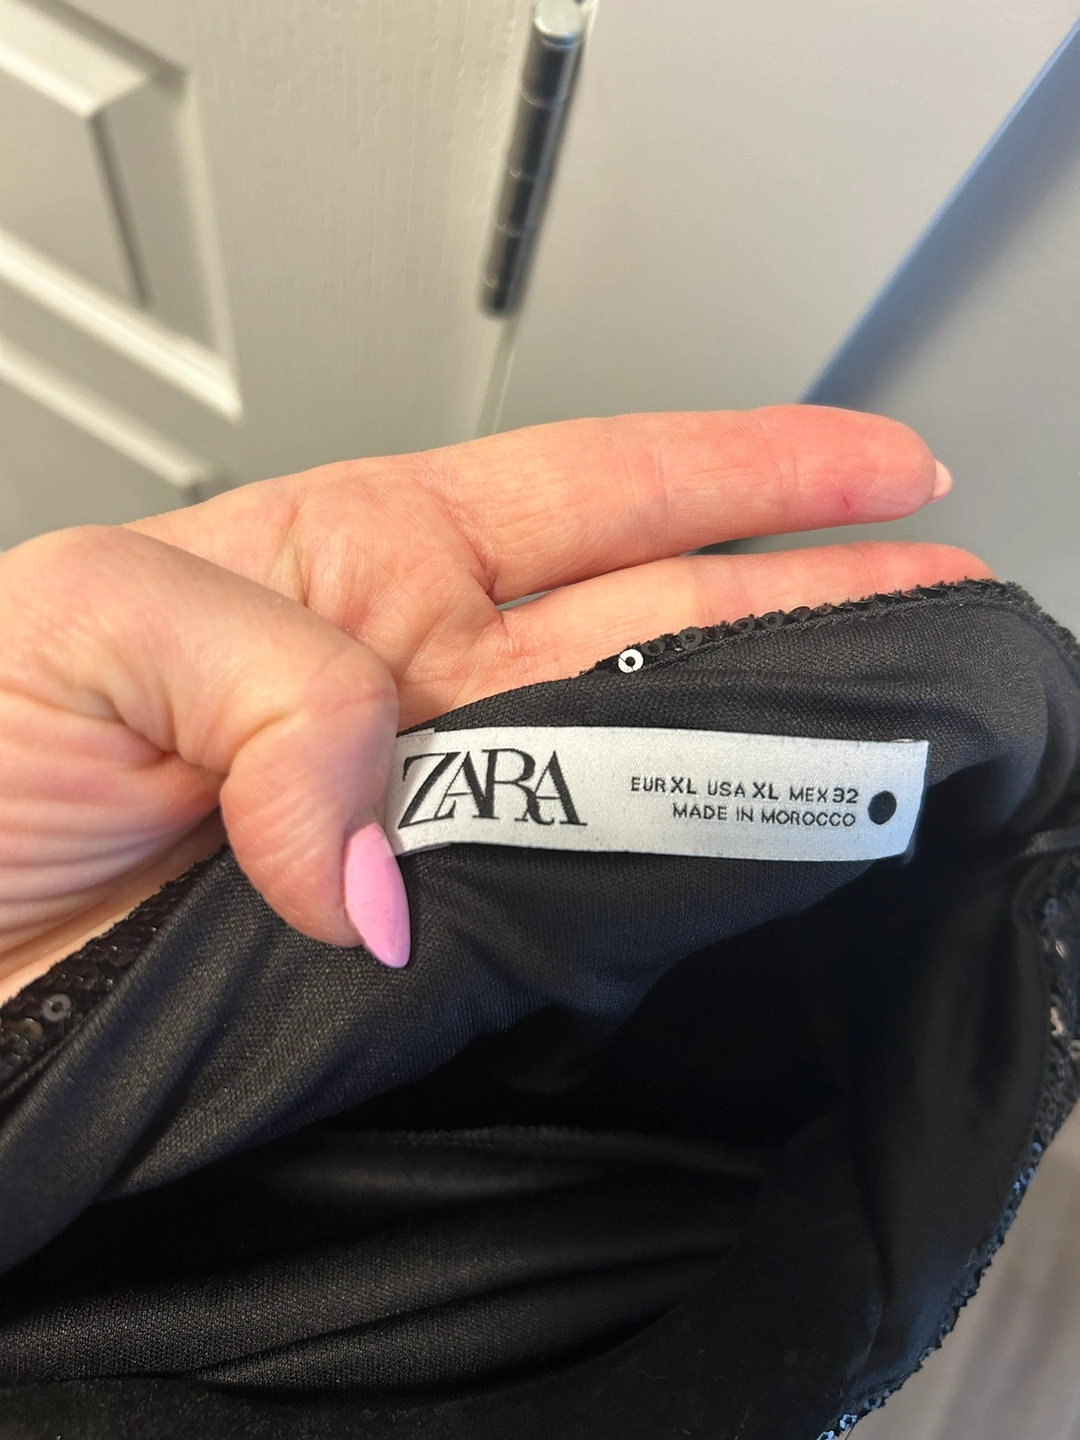 ZARA
EUR XL USA XL MEX 32
MADE IN MOROCCO